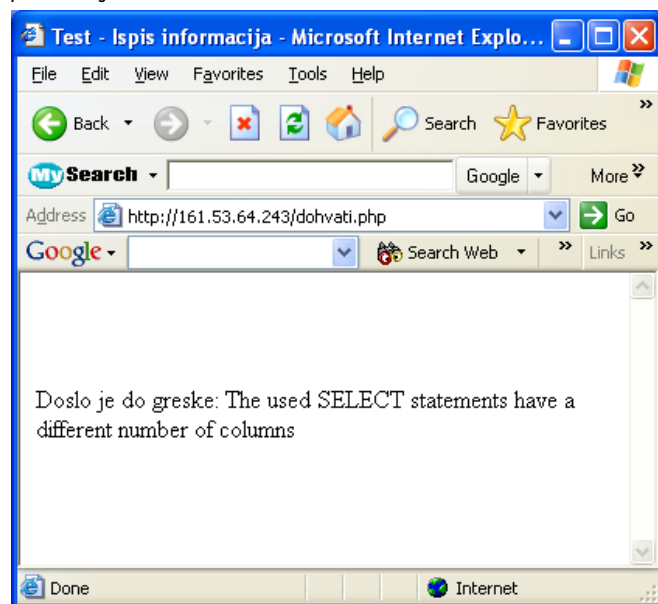 Test - Ispis informacija - Microsoft Internet Explo...
File Edit View Favorites Tools Help
Back Search Favorites »
My Search Google More »
Address http://161.53.64.243/dohvati.php Go
Google Search Web » Links »
Doslo je do greske: The used SELECT statements have a
different number of columns
Done Internet